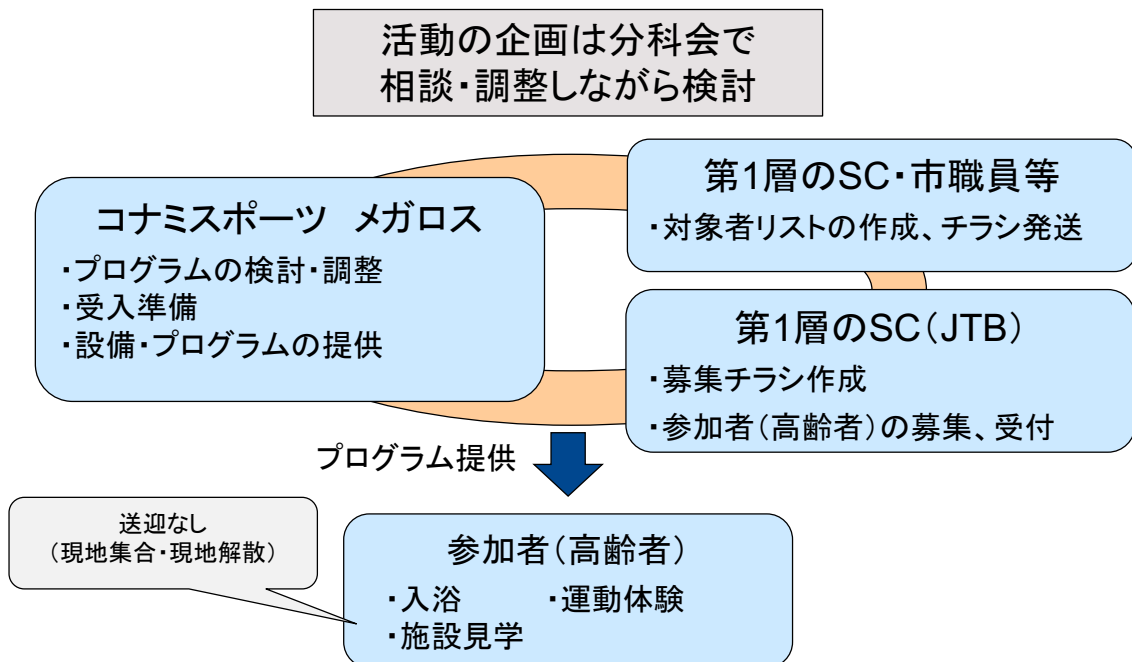 活動の企画は分科会で
相談・調整しながら検討
コナミスポーツ　メガロス
・プログラムの検討・調整
・受入準備
・設備・プログラムの提供
第1層のSC・市職員等
・対象者リストの作成、チラシ発送
第1層のSC（JTB）
・募集チラシ作成
・参加者（高齢者）の募集、受付
プログラム提供
送迎なし
（現地集合・現地解散）
参加者（高齢者）
・入浴　　　・運動体験
・施設見学